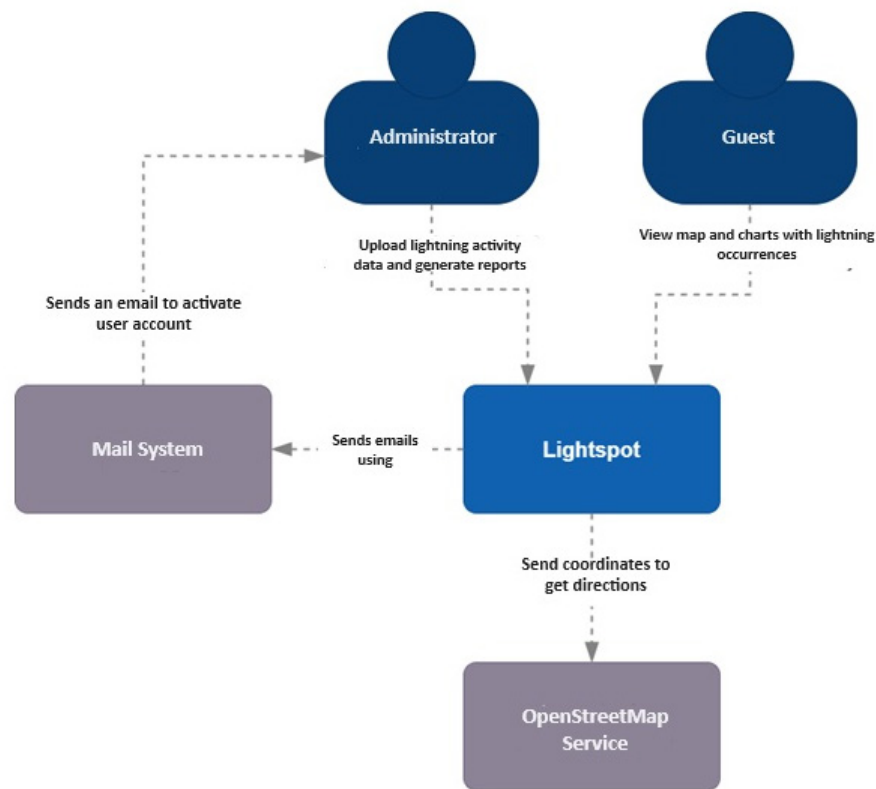 Administrator
Guest
Upload lightning activity
data and generate reports
View map and charts with lightning
occurrences
Sends an email to activate
user account
Mail System
Sends emails
using
Lightspot
Send coordinates to
get directions
OpenStreetMap
Service